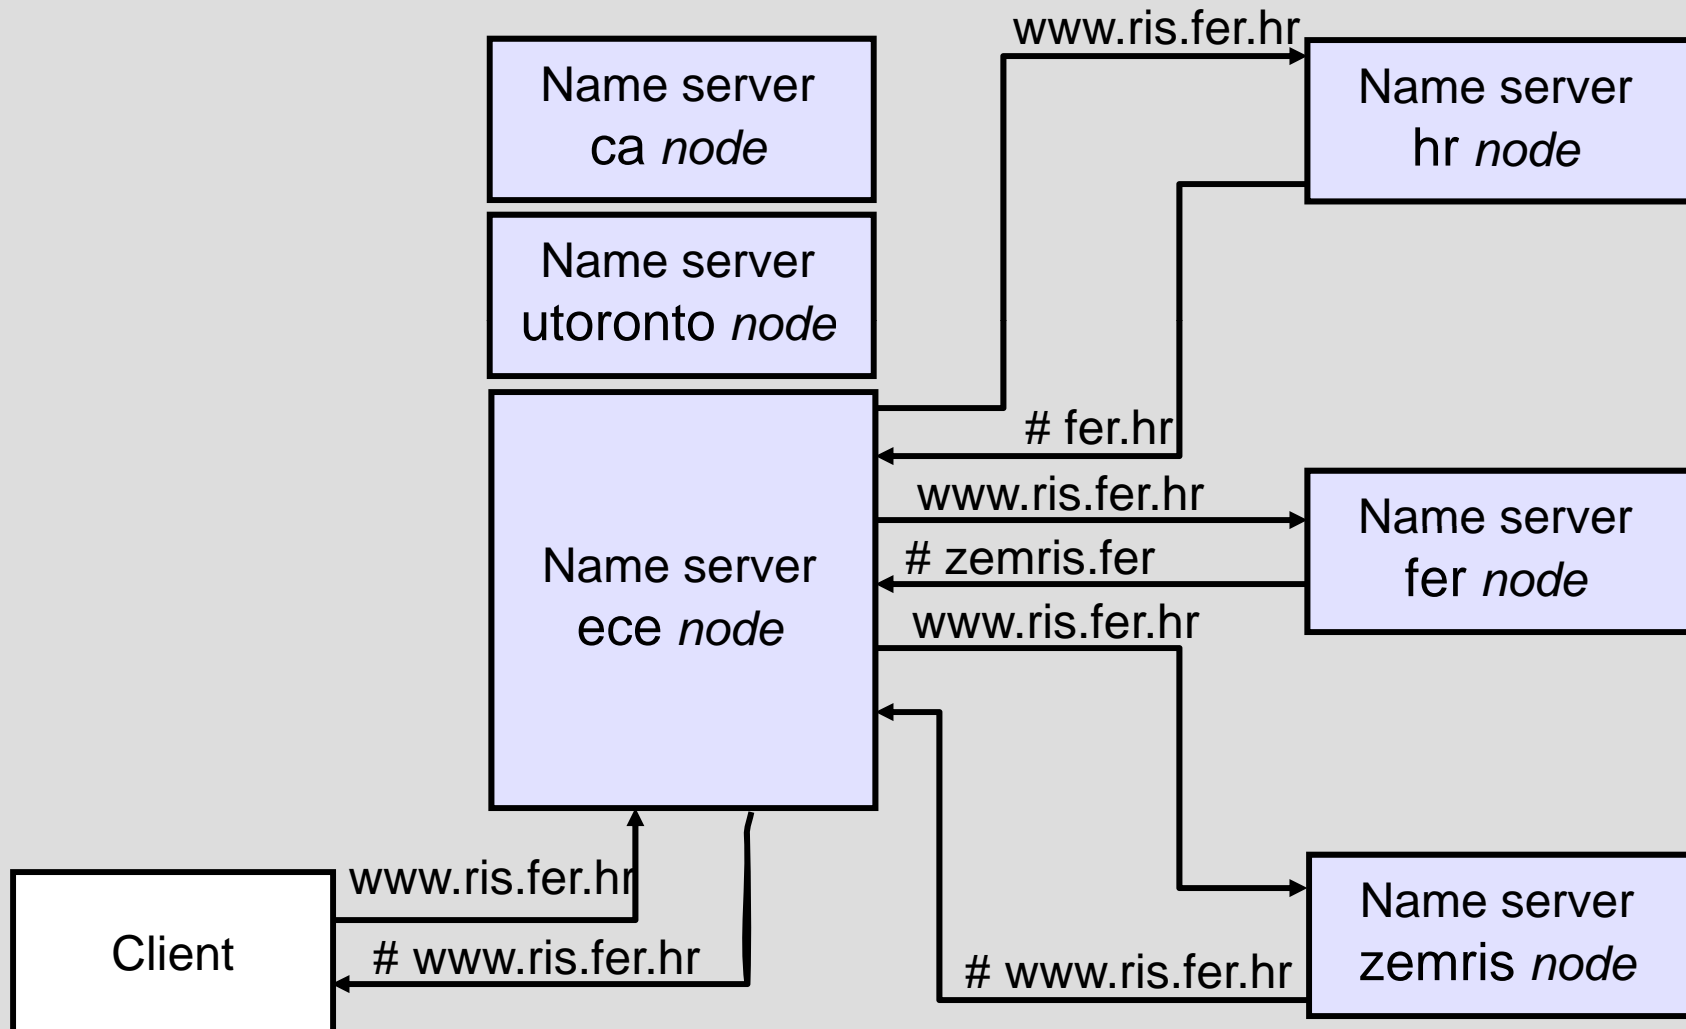 www.ris.fer.hr
Name server
ca node
Name server
hr node
Name server
utoronto node
# fer.hr
www.ris.fer.hr
# zemris.fer
www.ris.fer.hr
Name server
fer node
Name server
ece node
www.ris.fer.hr
# www.ris.fer.hr
Client
# www.ris.fer.hr
Name server
zemris node